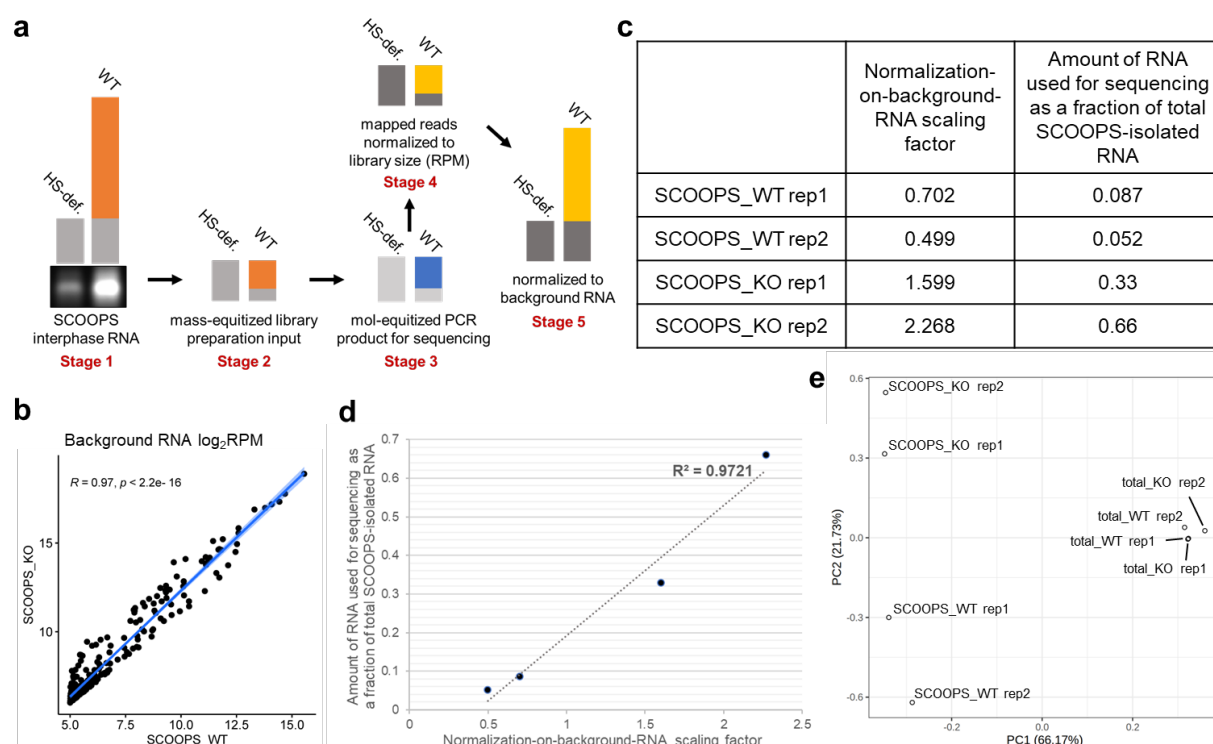 a
HS-def.
WT
SCOOPS
interphase RNA
Stage 1
HS-def.
WT
mass-equitized library
preparation input
Stage 2
HS-def.
WT
mol-equitized PCR
product for sequencing
Stage 3
HS-def.
WT
mapped reads
normalized to
library size (RPM)
Stage 4
HS-def.
WT
normalized to
background RNA
Stage 5
c
Normalization-
on-background-
RNA scaling
factor
Amount of RNA
used for sequencing
as a fraction of total
SCOOPS-isolated
RNA
SCOOPS_WT rep1 0.702 0.087
SCOOPS_WT rep2 0.499 0.052
SCOOPS_KO rep1 1.599 0.33
SCOOPS_KO rep2 2.268 0.66
b
Background RNA log2RPM
R = 0.97, p < 2.2e- 16
SCOOPS_KO
15
10
5.0 7.5 10.0 12.5 15.0
SCOOPS_WT
d
Amount of RNA used for sequencing as
a fraction of total SCOOPS-isolated RNA
0.7
0.6
0.5
0.4
0.3
0.2
0.1
0
R² = 0.9721
0 0.5 1 1.5 2 2.5
Normalization-on-background-RNA scaling factor
e
PC2 (21.73%)
0.6
0.3
0.0
-0.3
-0.6
SCOOPS_KO rep2
SCOOPS_KO rep1
total_KO rep2
total_WT rep2
total_WT rep1
total_KO rep1
SCOOPS_WT rep1
SCOOPS_WT rep2
-0.2 0.0 0.2
PC1 (66.17%)